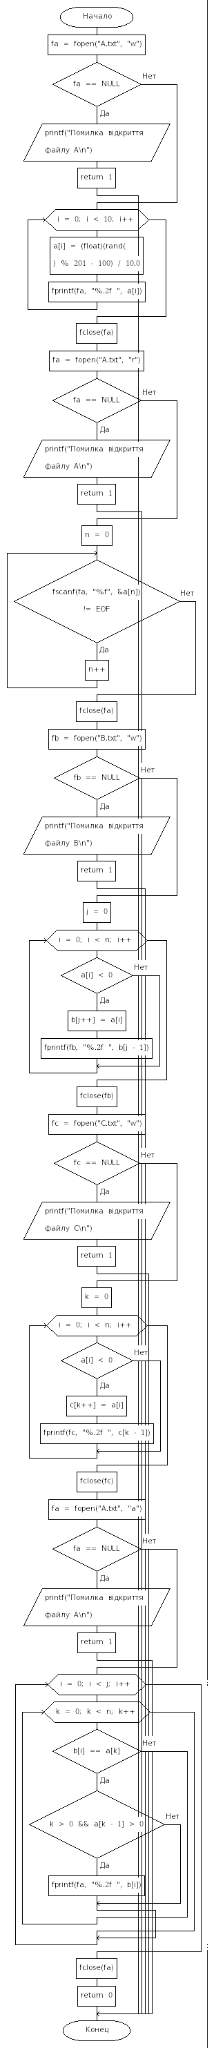 Начало
fa = fopen("A.txt", "w")
fa == NULL
Нет
Да
printf("Помилка відкриття
файлу A\n")
return 1
i = 0; i < 10; i++
a[i] = (float)(rand(
) % 201 - 100) / 10.0
fprintf(fa, "%.2f ", a[i])
fclose(fa)
fa = fopen("A.txt", "r")
fa == NULL
Нет
Да
printf("Помилка відкриття
файлу A\n")
return 1
n = 0
fscanf(fa, "%f", &a[n])
!= EOF
Нет
Да
n++
fclose(fa)
fb = fopen("B.txt", "w")
fb == NULL
Нет
Да
printf("Помилка відкриття
файлу B\n")
return 1
j = 0
i = 0; i < n; i++
a[i] < 0
Нет
Да
b[j++] = a[i]
fprintf(fb, "%.2f ", b[j - 1])
fclose(fb)
fc = fopen("C.txt", "w")
fc == NULL
Нет
Да
printf("Помилка відкриття
файлу C\n")
return 1
k = 0
i = 0; i < n; i++
a[i] < 0
Нет
Да
c[k++] = a[i]
fprintf(fc, "%.2f ", c[k - 1])
fclose(fc)
fa = fopen("A.txt", "a")
fa == NULL
Нет
Да
printf("Помилка відкриття
файлу A\n")
return 1
i = 0; i < j; i++
k = 0; k < n; k++
b[i] == a[k]
Нет
Да
k > 0 && a[k - 1] > 0
Нет
Да
fprintf(fa, "%.2f ", b[i])
fclose(fa)
return 0
Конец